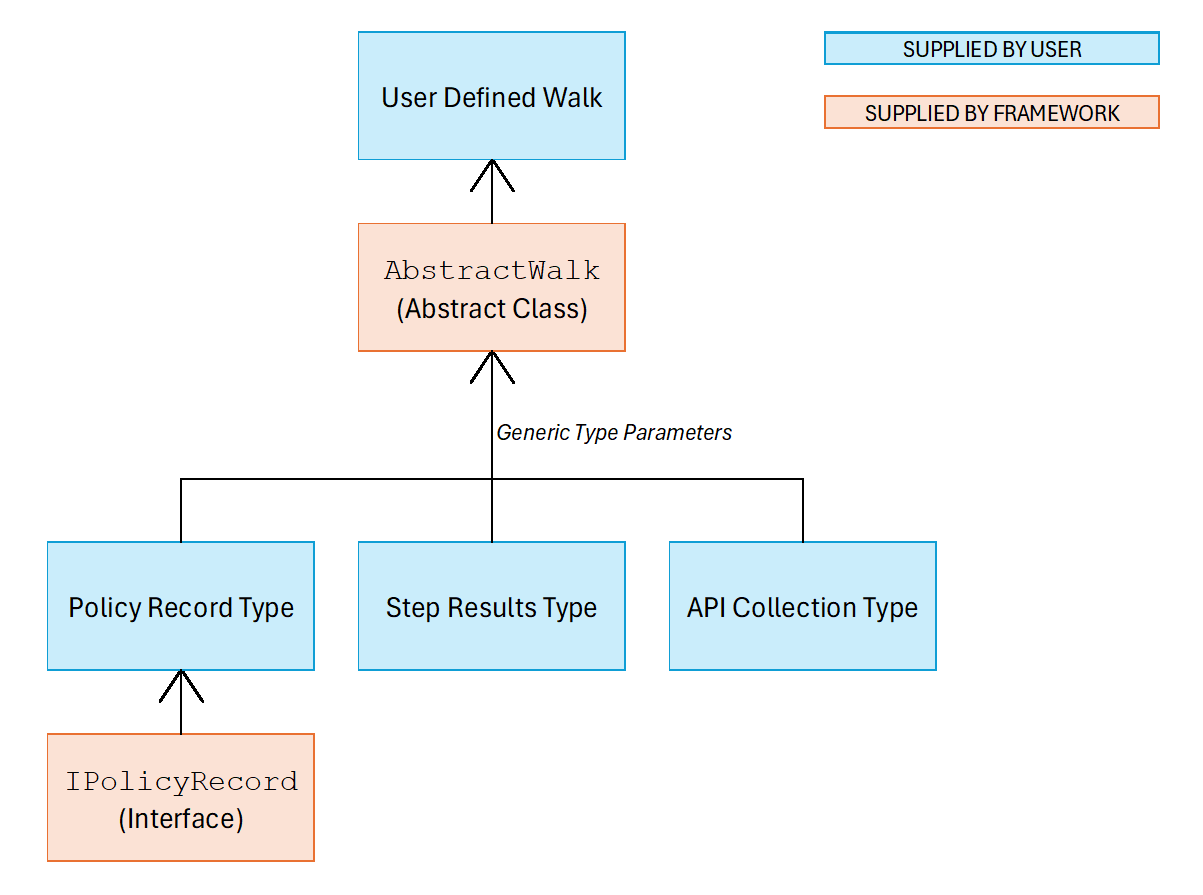 User Defined Walk
SUPPLIED BY USER
SUPPLIED BY FRAMEWORK
AbstractWalk
(Abstract Class)
Generic Type Parameters
Policy Record Type
Step Results Type
API Collection Type
IPolicyRecord
(Interface)